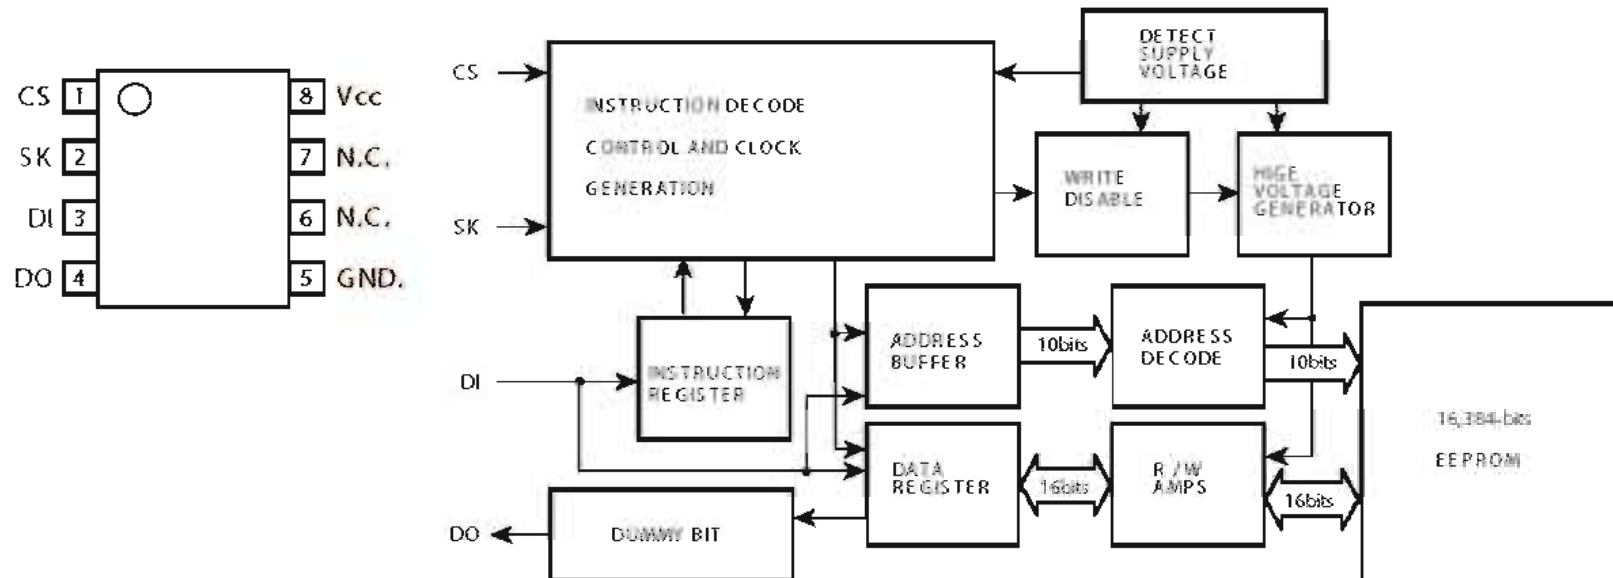 CS 1
SK 2
DI 3
DO 4
8 Vcc
7 N.C.
6 N.C.
5 GND.
CS
SK
DI
DO
INSTRUCTION DECODE
CONTROL AND CLOCK
GENERATION
DETECT
SUPPLY
VOLTAGE
WRITE
DISABLE
HIGE
VOLTAGE
GENERATOR
INSTRUCTION
REGISTER
ADDRESS
BUFFER
10bits
ADDRESS
DECODE
10bits
DATA
REGISTER
16bits
R /W
AMPS
16bits
16,384-bits
EEPROM
DUMMY BIT